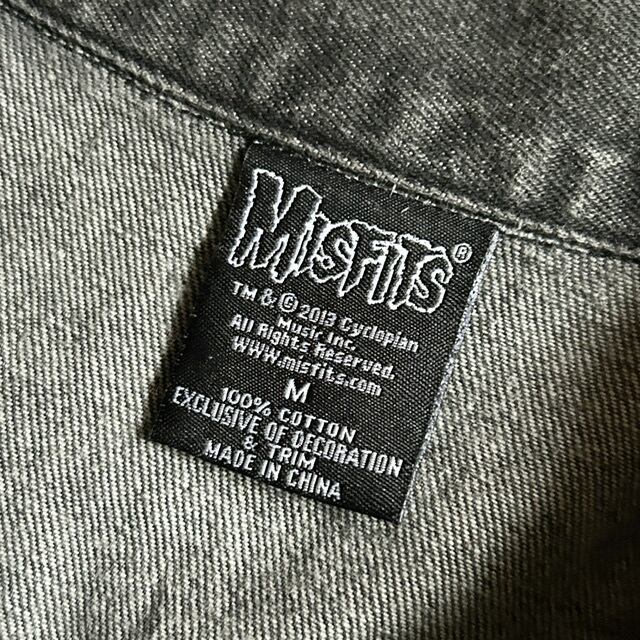 MISFITS®
TM & © 2013 Cyclopian
Music Inc.
All Rights Reserved.
www.misfits.com
M
100% COTTON
EXCLUSIVE OF DECORATION
& TRIM
MADE IN CHINA